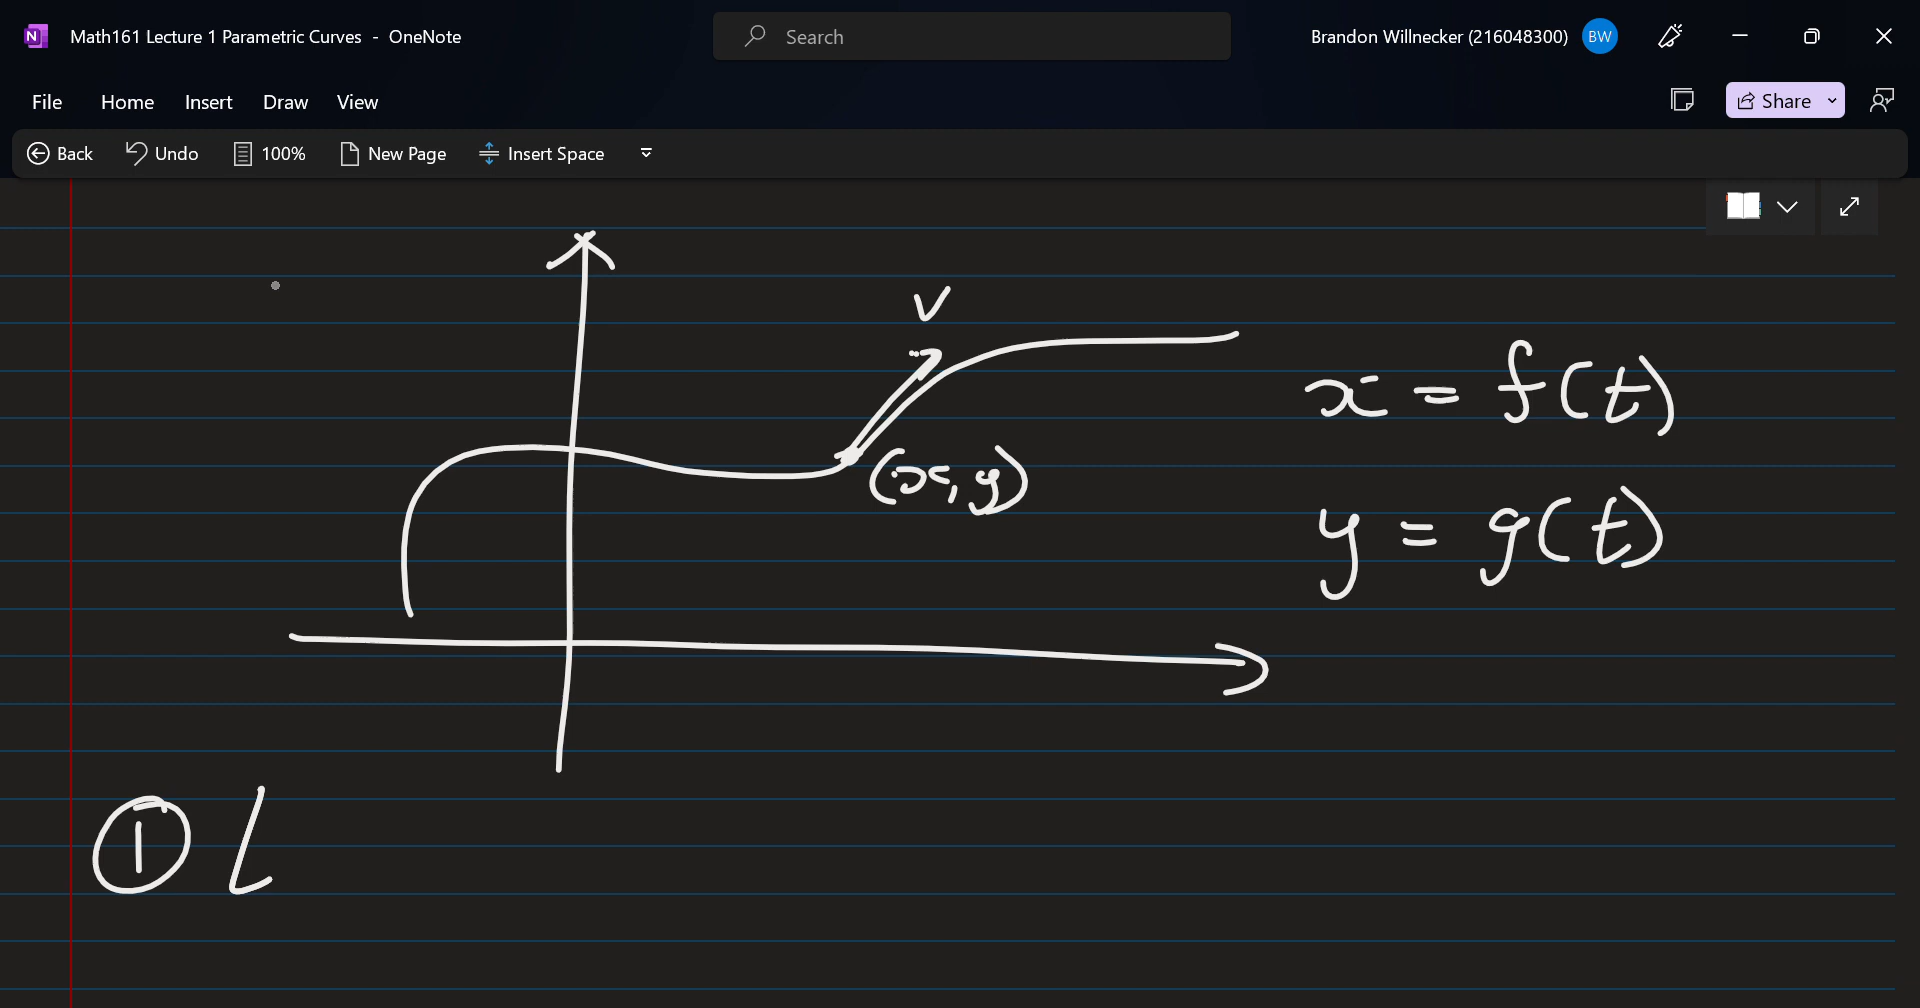 Math161 Lecture 1 Parametric Curves - OneNote
Search
Brandon Willnecker (216048300) BW
File Home Insert Draw View
Share
Back Undo 100% New Page Insert Space
v
x = f(t)
(x, y)
y = g(t)
① L